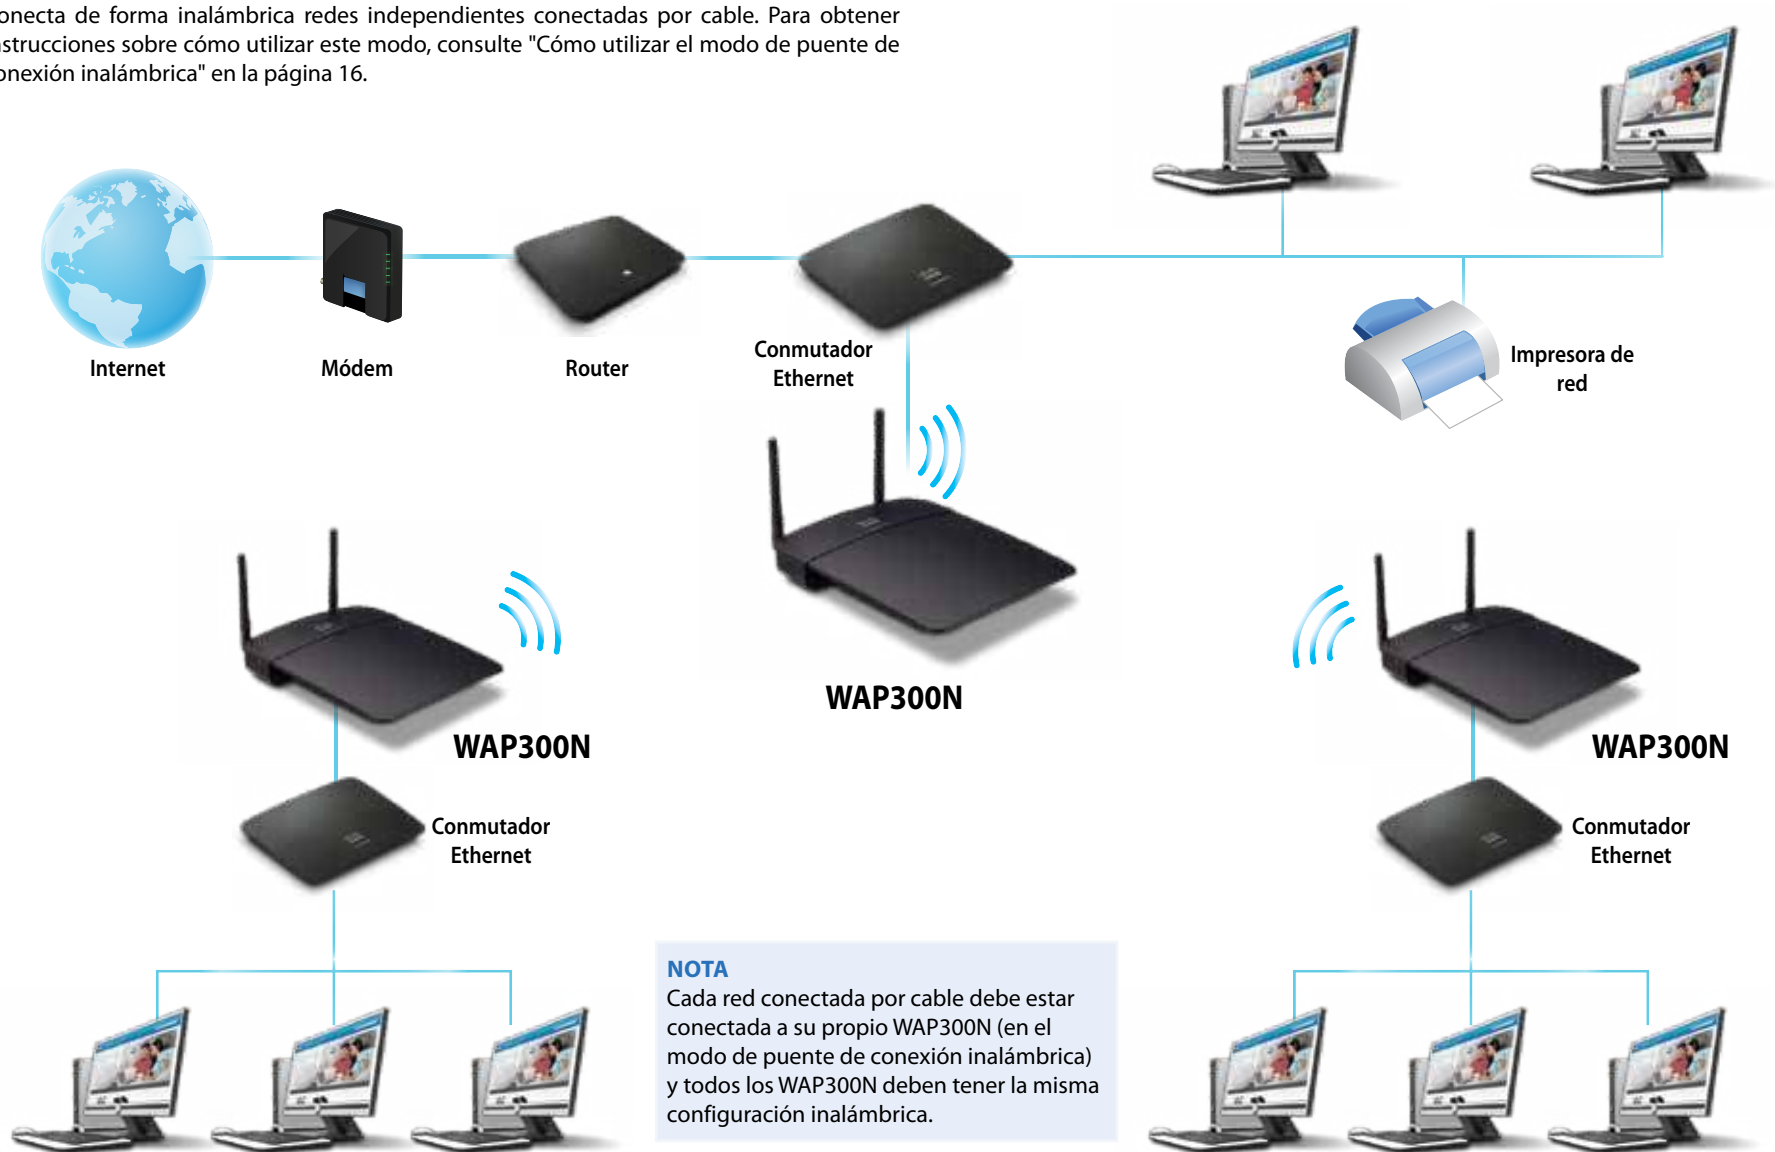 onecta de forma inalámbrica redes independientes conectadas por cable. Para obtener
nstrucciones sobre cómo utilizar este modo, consulte "Cómo utilizar el modo de puente de
onexión inalámbrica" en la página 16.
Internet
Módem
Router
Conmutador
Ethernet
Impresora de
red
WAP300N
WAP300N
WAP300N
Conmutador
Ethernet
Conmutador
Ethernet
NOTA
Cada red conectada por cable debe estar
conectada a su propio WAP300N (en el
modo de puente de conexión inalámbrica)
y todos los WAP300N deben tener la misma
configuración inalámbrica.